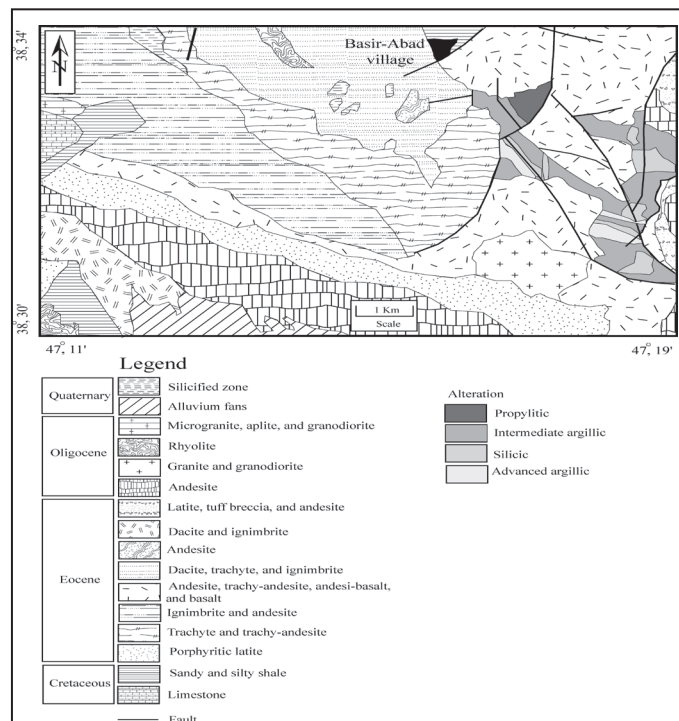 38° 34'
N
Basir-Abad
village
38° 30'
1 Km
Scale
47° 11'
47° 19'
Legend
Quaternary
Silicified zone
Alluvium fans
Oligocene
Microgranite, aplite, and granodiorite
Rhyolite
Granite and granodiorite
Andesite
Eocene
Latite, tuff breccia, and andesite
Dacite and ignimbrite
Andesite
Dacite, trachyte, and ignimbrite
Andesite, trachy-andesite, andesi-basalt,
and basalt
Ignimbrite and andesite
Trachyte and trachy-andesite
Porphyritic latite
Cretaceous
Sandy and silty shale
Limestone
Fault
Alteration
Propylitic
Intermediate argillic
Silicic
Advanced argillic